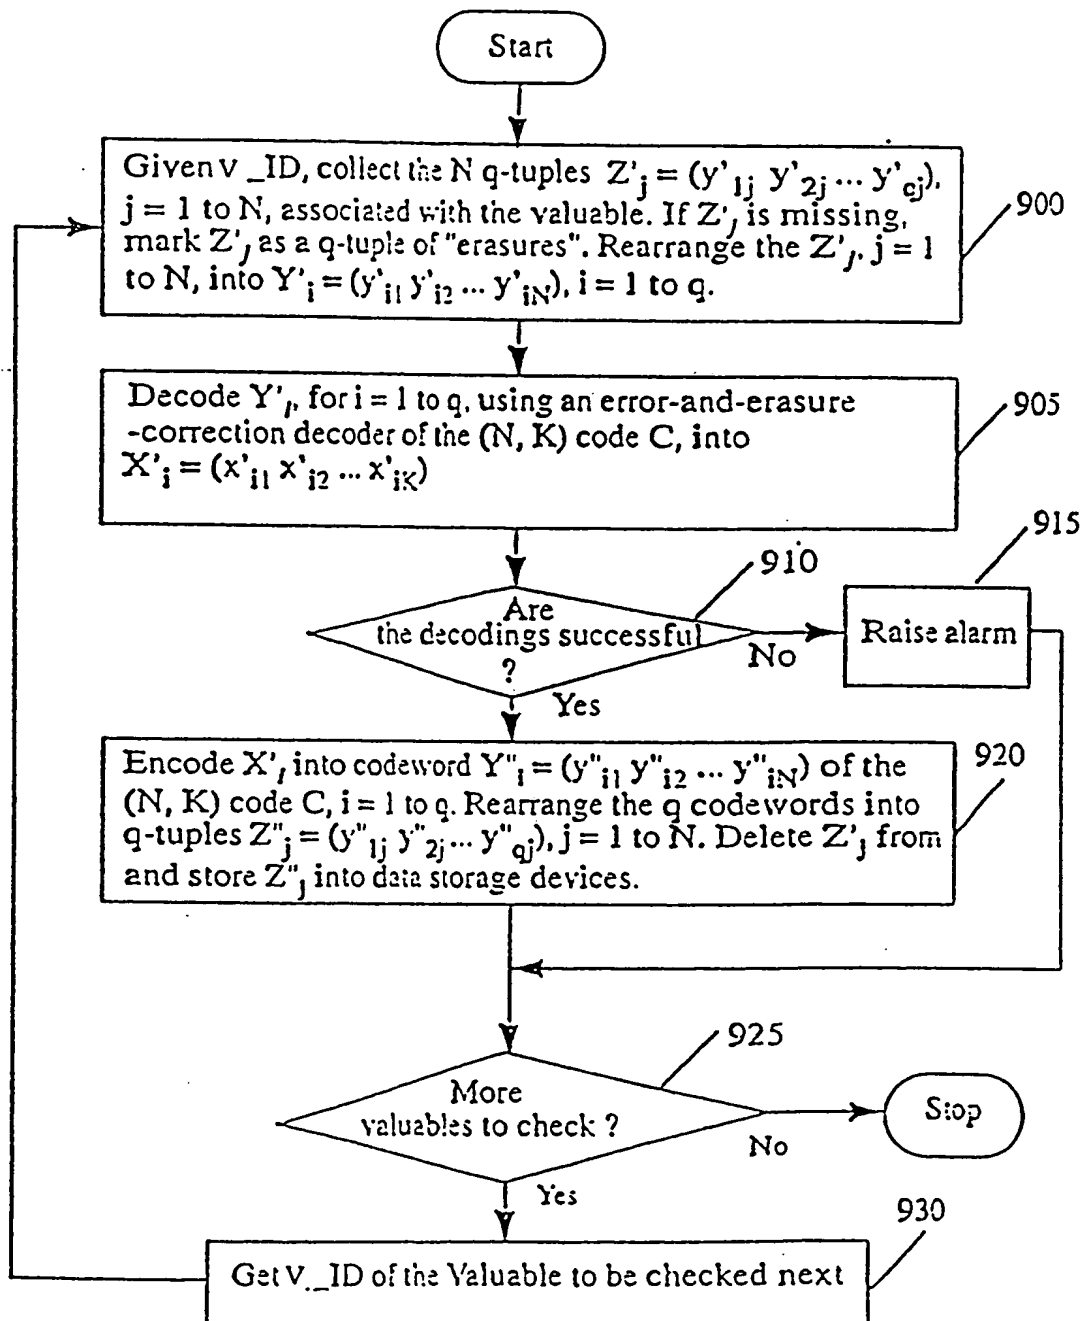 Start
Given V_ID, collect the N q-tuples Z'j = (y'1j y'2j ... y'qj),
j = 1 to N, associated with the valuable. If Z'j is missing,
mark Z'j as a q-tuple of "erasures". Rearrange the Z'j, j = 1
to N, into Y'i = (y'i1 y'i2 ... y'iN), i = 1 to q.
900
Decode Y'i, for i = 1 to q, using an error-and-erasure
-correction decoder of the (N, K) code C, into
X'i = (x'i1 x'i2 ... x'iK)
905
Are
the decodings successful
?
910
No
Raise alarm
915
Yes
Encode X'i into codeword Y"i = (y"i1 y"i2 ... y"iN) of the
(N, K) code C, i = 1 to q. Rearrange the q codewords into
q-tuples Z"j = (y"1j y"2j ... y"qj), j = 1 to N. Delete Z'j from
and store Z"j into data storage devices.
920
More
valuables to check ?
925
No
Stop
Yes
Get V_ID of the Valuable to be checked next
930